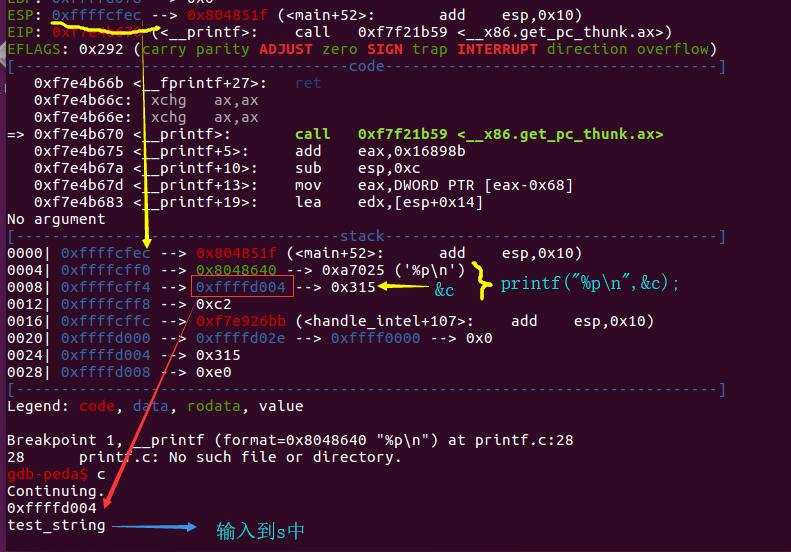 ESP: 0xffffcfec --> 0x804851f (<main+52>: add esp,0x10)
EIP: 0xf7e4b670 (<__printf>: call 0xf7f21b59 <__x86.get_pc_thunk.ax>)
EFLAGS: 0x292 (carry parity ADJUST zero SIGN trap INTERRUPT direction overflow)
[-------------------------------------code-------------------------------------]
0xf7e4b66b <__fprintf+27>: ret
0xf7e4b66c: xchg ax,ax
0xf7e4b66e: xchg ax,ax
=> 0xf7e4b670 <__printf>: call 0xf7f21b59 <__x86.get_pc_thunk.ax>
0xf7e4b675 <__printf+5>: add eax,0x16898b
0xf7e4b67a <__printf+10>: sub esp,0xc
0xf7e4b67d <__printf+13>: mov eax,DWORD PTR [eax-0x68]
0xf7e4b683 <__printf+19>: lea edx,[esp+0x14]
No argument
[------------------------------------stack-------------------------------------]
0000| 0xffffcfec --> 0x804851f (<main+52>: add esp,0x10)
0004| 0xffffcff0 --> 0x8048640 --> 0xa7025 ('%p\n')
0008| 0xffffcff4 --> 0xffffd004 --> 0x315 &c printf("%p\n",&c);
0012| 0xffffcff8 --> 0xc2
0016| 0xffffcffc --> 0xf7e926bb (<handle_intel+107>: add esp,0x10)
0020| 0xffffd000 --> 0xffffd02e --> 0xffff0000 --> 0x0
0024| 0xffffd004 --> 0x315
0028| 0xffffd008 --> 0xe0
[------------------------------------------------------------------------------]
Legend: code, data, rodata, value
Breakpoint 1, __printf (format=0x8048640 "%p\n") at printf.c:28
28 printf.c: No such file or directory.
gdb-peda$ c
Continuing.
0xffffd004
test_string 输入到s中